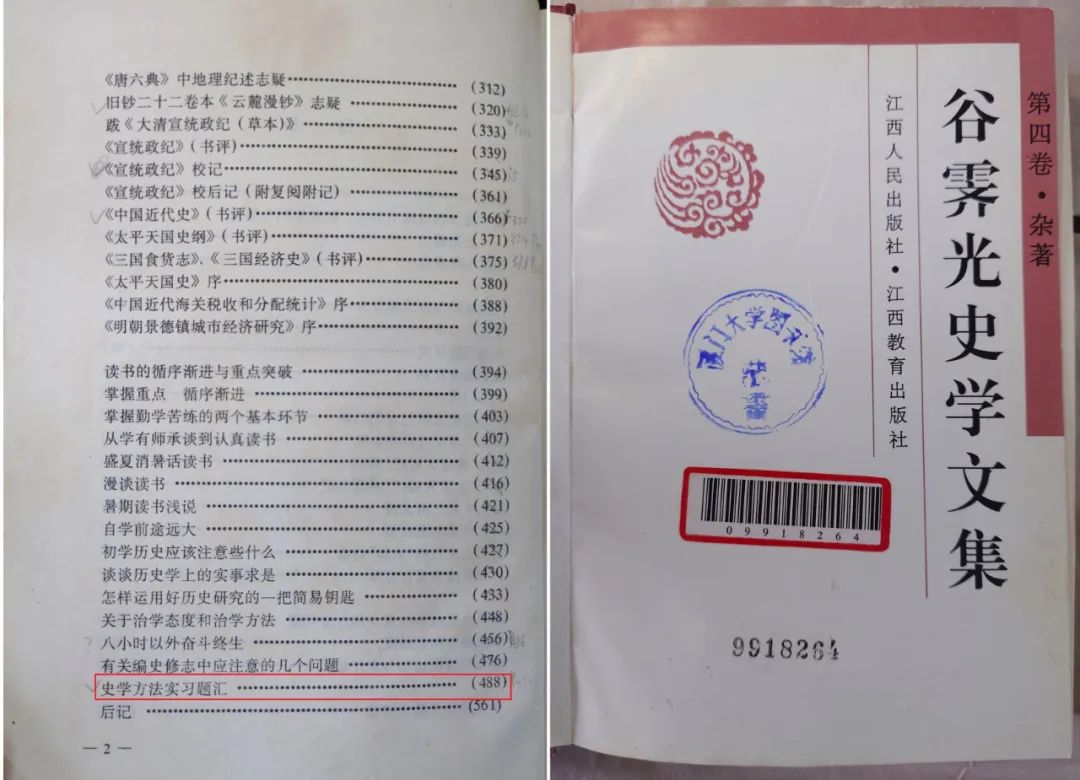 《唐六典》中地理纪述志疑………………(312)
旧钞二十二卷本《云麓漫钞》志疑………………(320)
跋《大清宣统政纪（草本）》………………(333)
《宣统政纪》（书评）………………(339)
《宣统政纪》校记………………(345)
《宣统政纪》校后记（附复阅附记）………………(361)
《中国近代史》（书评）………………(366)
《太平天国史纲》（书评）………………(371)
《三国食货志》、《三国经济史》（书评）………………(375)
《太平天国史》序………………(380)
《中国近代海关税收和分配统计》序………………(388)
《明朝景德镇城市经济研究》序………………(392)
读书的循序渐进与重点突破………………(394)
掌握重点　循序渐进………………(399)
掌握勤学苦练的两个基本环节………………(403)
从学有师承谈到认真读书………………(407)
盛夏消暑话读书………………(412)
漫谈读书………………(416)
暑期读书浅说………………(421)
自学前途远大………………(425)
初学历史应该注意些什么………………(427)
谈谈历史学上的实事求是………………(430)
怎样运用好历史研究的一把简易钥匙………………(433)
关于治学态度和治学方法………………(448)
八小时以外奋斗终生………………(456)
有关编史修志中应注意的几个问题………………(476)
史学方法实习题汇………………(488)
后记………………(561)
— 2 —
第四卷·杂著
谷霁光史学文集
江西人民出版社·江西教育出版社
厦门大学图书馆
藏书
09918264
9918264